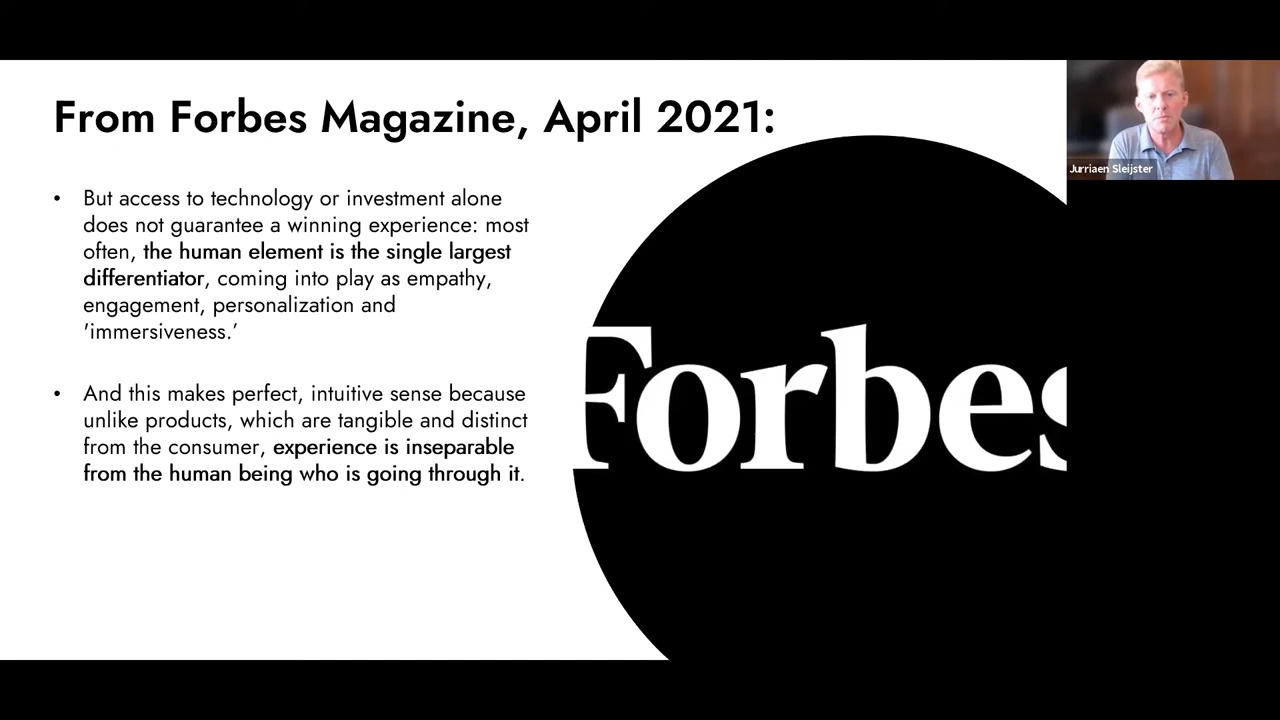 From Forbes Magazine, April 2021:
Jurriaen Sleijster
• But access to technology or investment alone
does not guarantee a winning experience: most
often, the human element is the single largest
differentiator, coming into play as empathy,
engagement, personalization and
'immersiveness.’
• And this makes perfect, intuitive sense because
unlike products, which are tangible and distinct
from the consumer, experience is inseparable
from the human being who is going through it.
Forbes